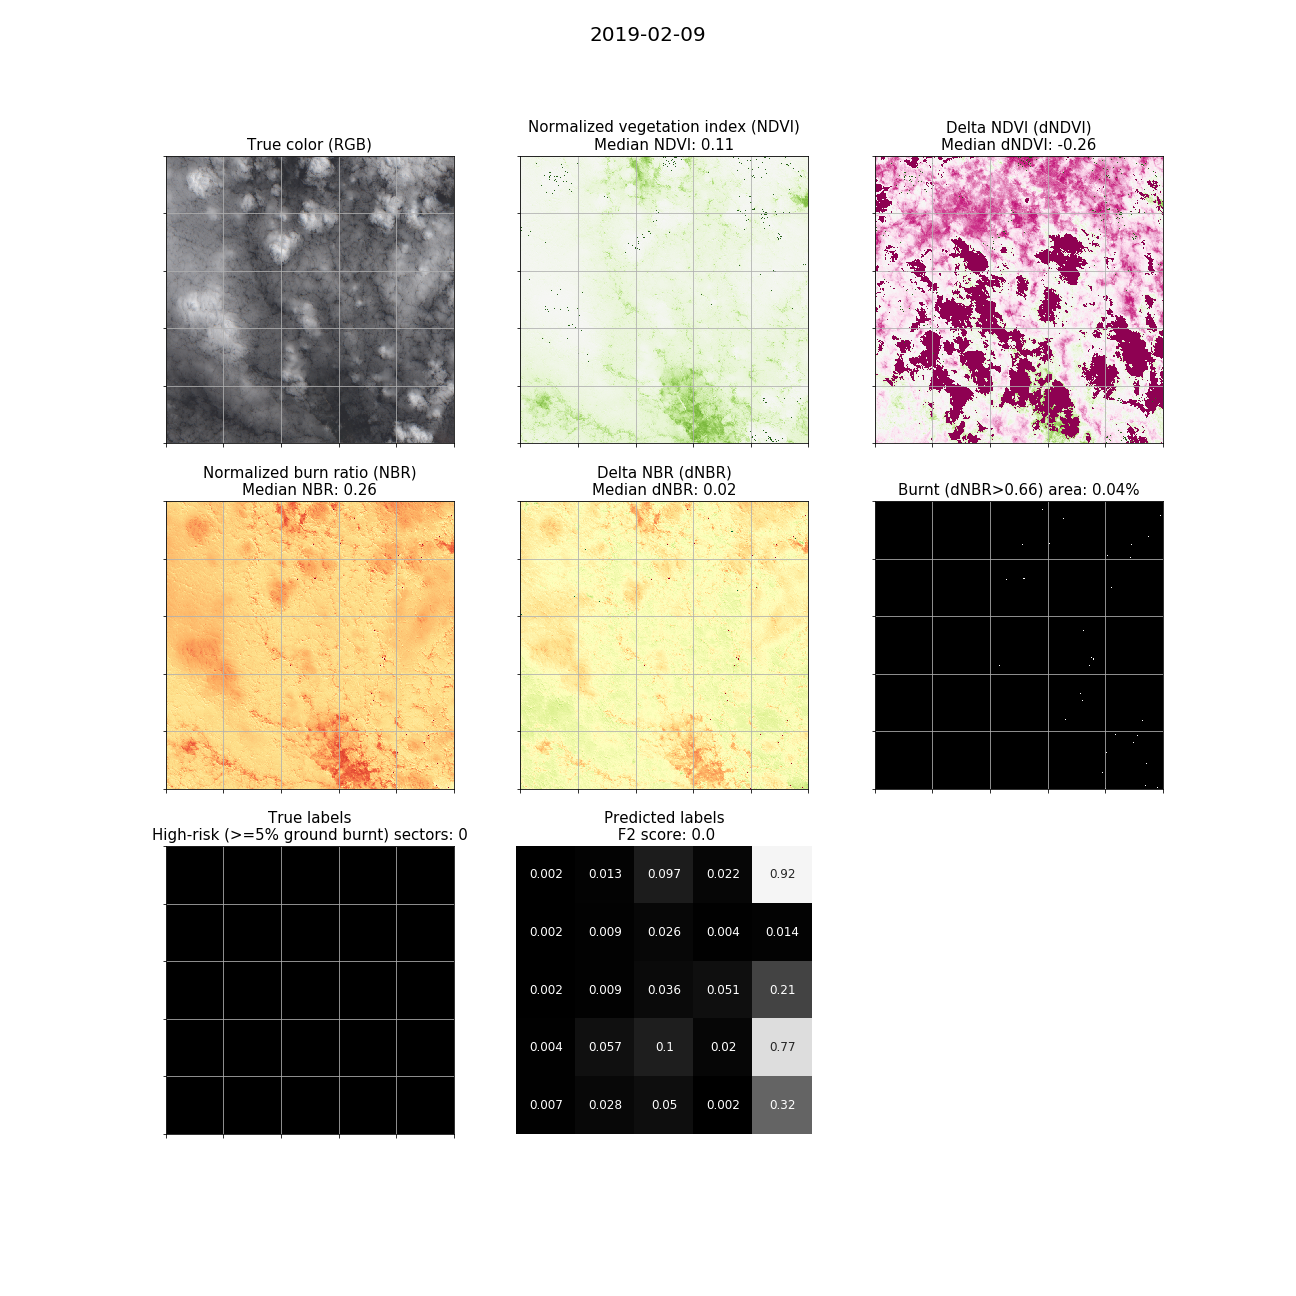 2019-02-09
True color (RGB)
Normalized vegetation index (NDVI)
Median NDVI: 0.11
Delta NDVI (dNDVI)
Median dNDVI: -0.26
Normalized burn ratio (NBR)
Median NBR: 0.26
Delta NBR (dNBR)
Median dNBR: 0.02
Burnt (dNBR>0.66) area: 0.04%
True labels
High-risk (>=5% ground burnt) sectors: 0
Predicted labels
F2 score: 0.0
0.002 0.013 0.097 0.022 0.92
0.002 0.009 0.026 0.004 0.014
0.002 0.009 0.036 0.051 0.21
0.004 0.057 0.1 0.02 0.77
0.007 0.028 0.05 0.002 0.32